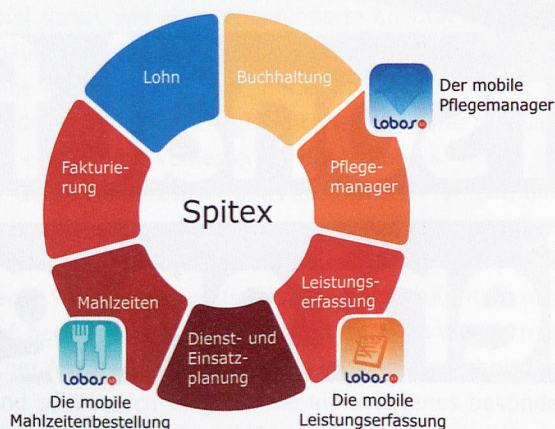 Lohn
Buchhaltung
Lobos
Der mobile
Pflegemanager
Fakturie-
rung
Pflege-
manager
Spitex
Mahlzeiten
Leistungs-
erfassung
Dienst- und
Einsatz-
planung
Lobos
Lobos
Die mobile
Mahlzeitenbestellung
Die mobile
Leistungserfassung